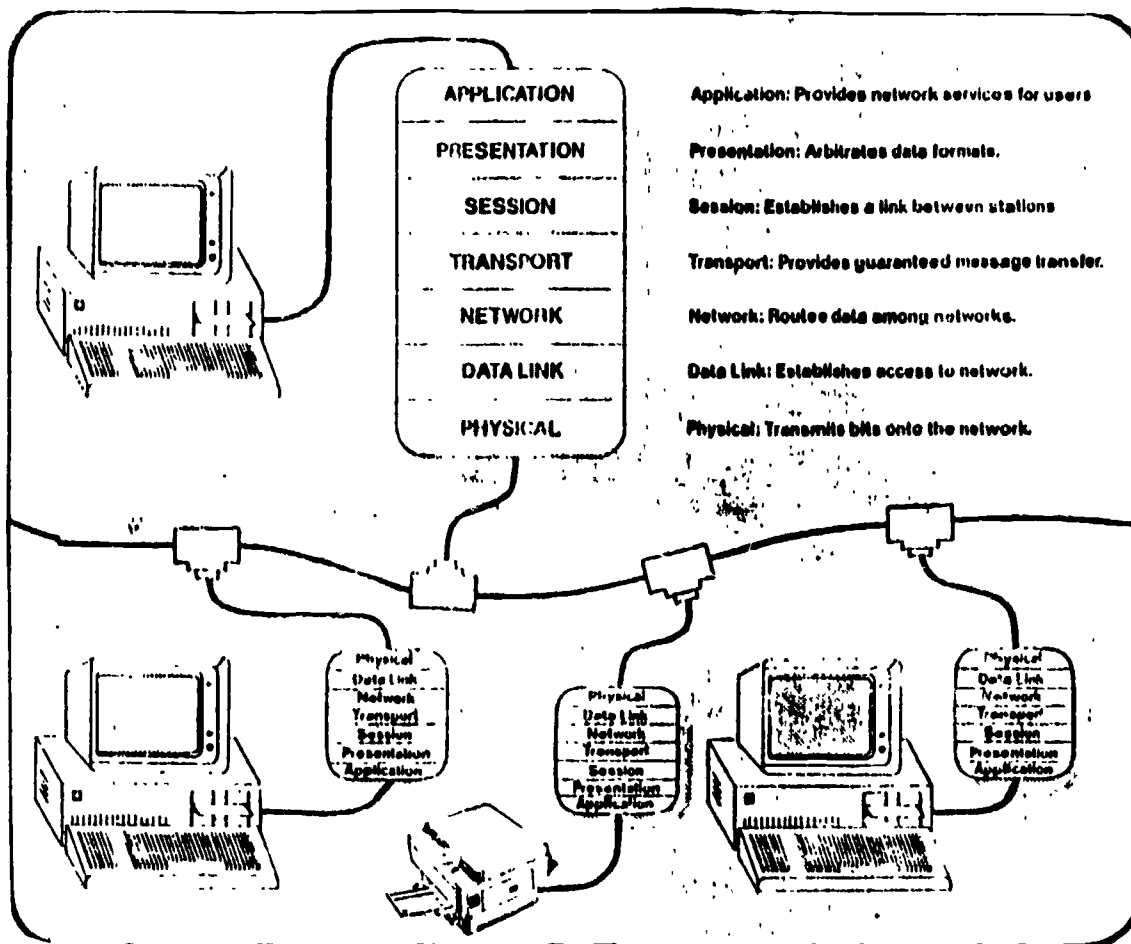 APPLICATION Application: Provides network services for users
PRESENTATION Presentation: Arbitrates data formats.
SESSION Session: Establishes a link between stations
TRANSPORT Transport: Provides guaranteed message transfer.
NETWORK Network: Routes data among networks.
DATA LINK Data Link: Establishes access to network.
PHYSICAL Physical: Transmits bits onto the network.
Physical
Data Link
Network
Transport
Session
Presentation
Application
Physical
Data Link
Network
Transport
Session
Presentation
Application
Physical
Data Link
Network
Transport
Session
Presentation
Application